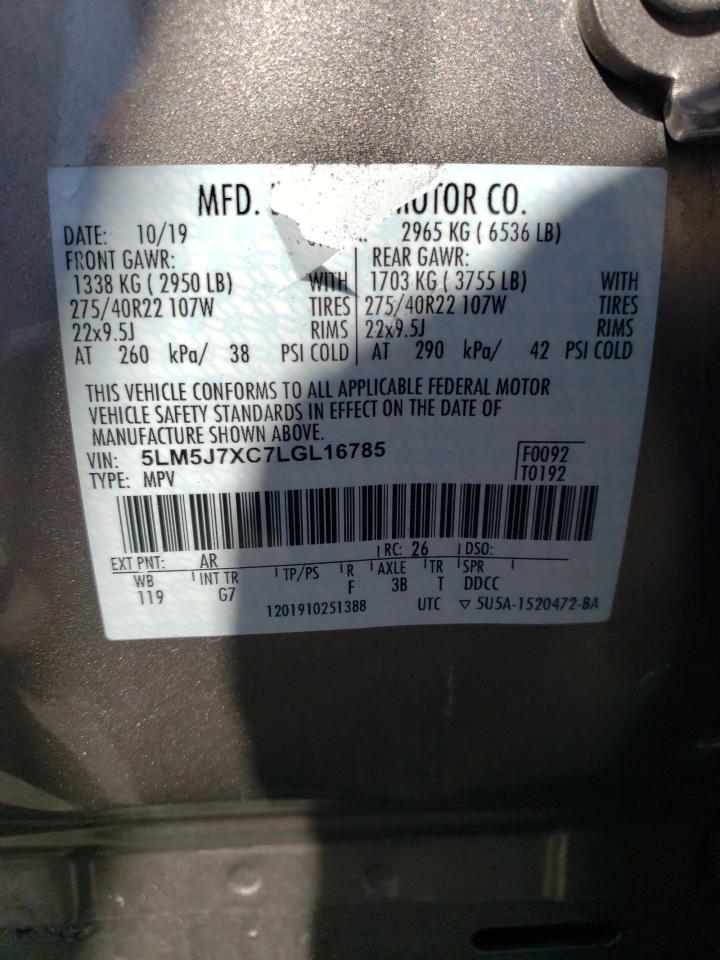 MFD. MOTOR CO.
DATE: 10/19 2965 KG ( 6536 LB)
FRONT GAWR: REAR GAWR:
1338 KG ( 2950 LB) WITH 1703 KG ( 3755 LB) WITH
275/40R22 107W TIRES 275/40R22 107W TIRES
22x9.5J RIMS 22x9.5J RIMS
AT 260 kPa/ 38 PSI COLD AT 290 kPa/ 42 PSI COLD
THIS VEHICLE CONFORMS TO ALL APPLICABLE FEDERAL MOTOR
VEHICLE SAFETY STANDARDS IN EFFECT ON THE DATE OF
MANUFACTURE SHOWN ABOVE.
VIN: 5LM5J7XC7LGL16785 F0092
TYPE: MPV T0192
EXT PNT: AR RC: 26 DSO:
WB INT TR TP/PS R AXLE TR SPR
119 G7 F 3B T DDCC
1201910251388 UTC ▽ 5U5A-1520472-BA